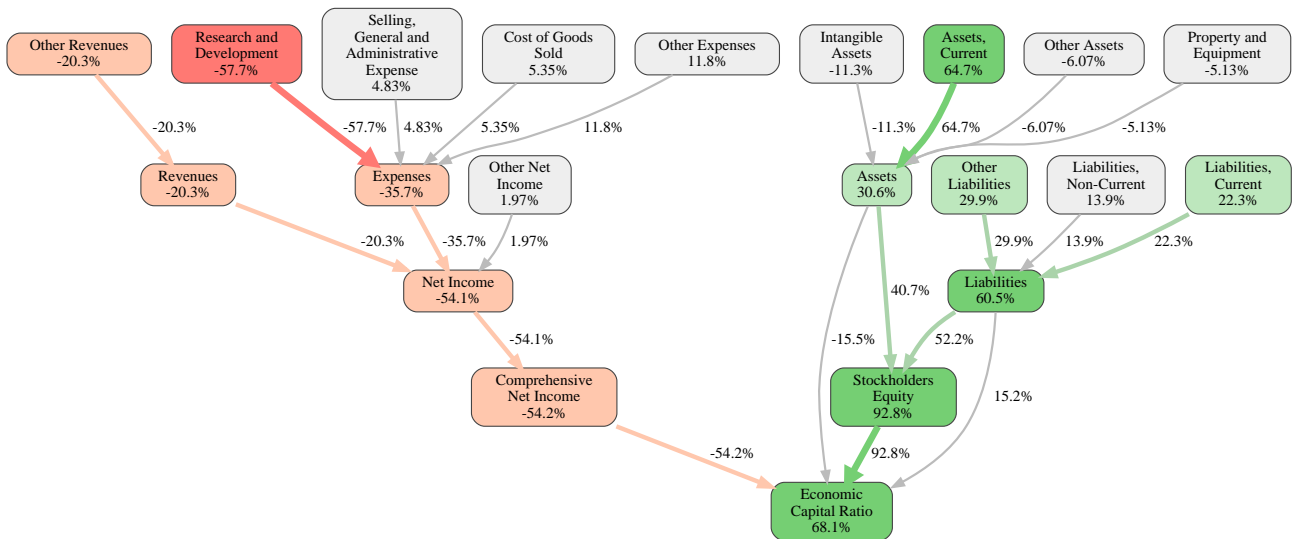 Other Revenues
-20.3%
Research and
Development
-57.7%
Selling,
General and
Administrative
Expense
4.83%
Cost of Goods
Sold
5.35%
Other Expenses
11.8%
Intangible
Assets
-11.3%
Assets,
Current
64.7%
Other Assets
-6.07%
Property and
Equipment
-5.13%
-20.3%
-57.7%
4.83%
5.35%
11.8%
-11.3%
64.7%
-6.07%
-5.13%
Revenues
-20.3%
Expenses
-35.7%
Other Net
Income
1.97%
Assets
30.6%
Other
Liabilities
29.9%
Liabilities,
Non-Current
13.9%
Liabilities,
Current
22.3%
-20.3%
-35.7%
1.97%
29.9%
13.9%
22.3%
Net Income
-54.1%
40.7%
Liabilities
60.5%
-54.1%
-15.5%
52.2%
Comprehensive
Net Income
-54.2%
Stockholders
Equity
92.8%
15.2%
-54.2%
92.8%
Economic
Capital Ratio
68.1%